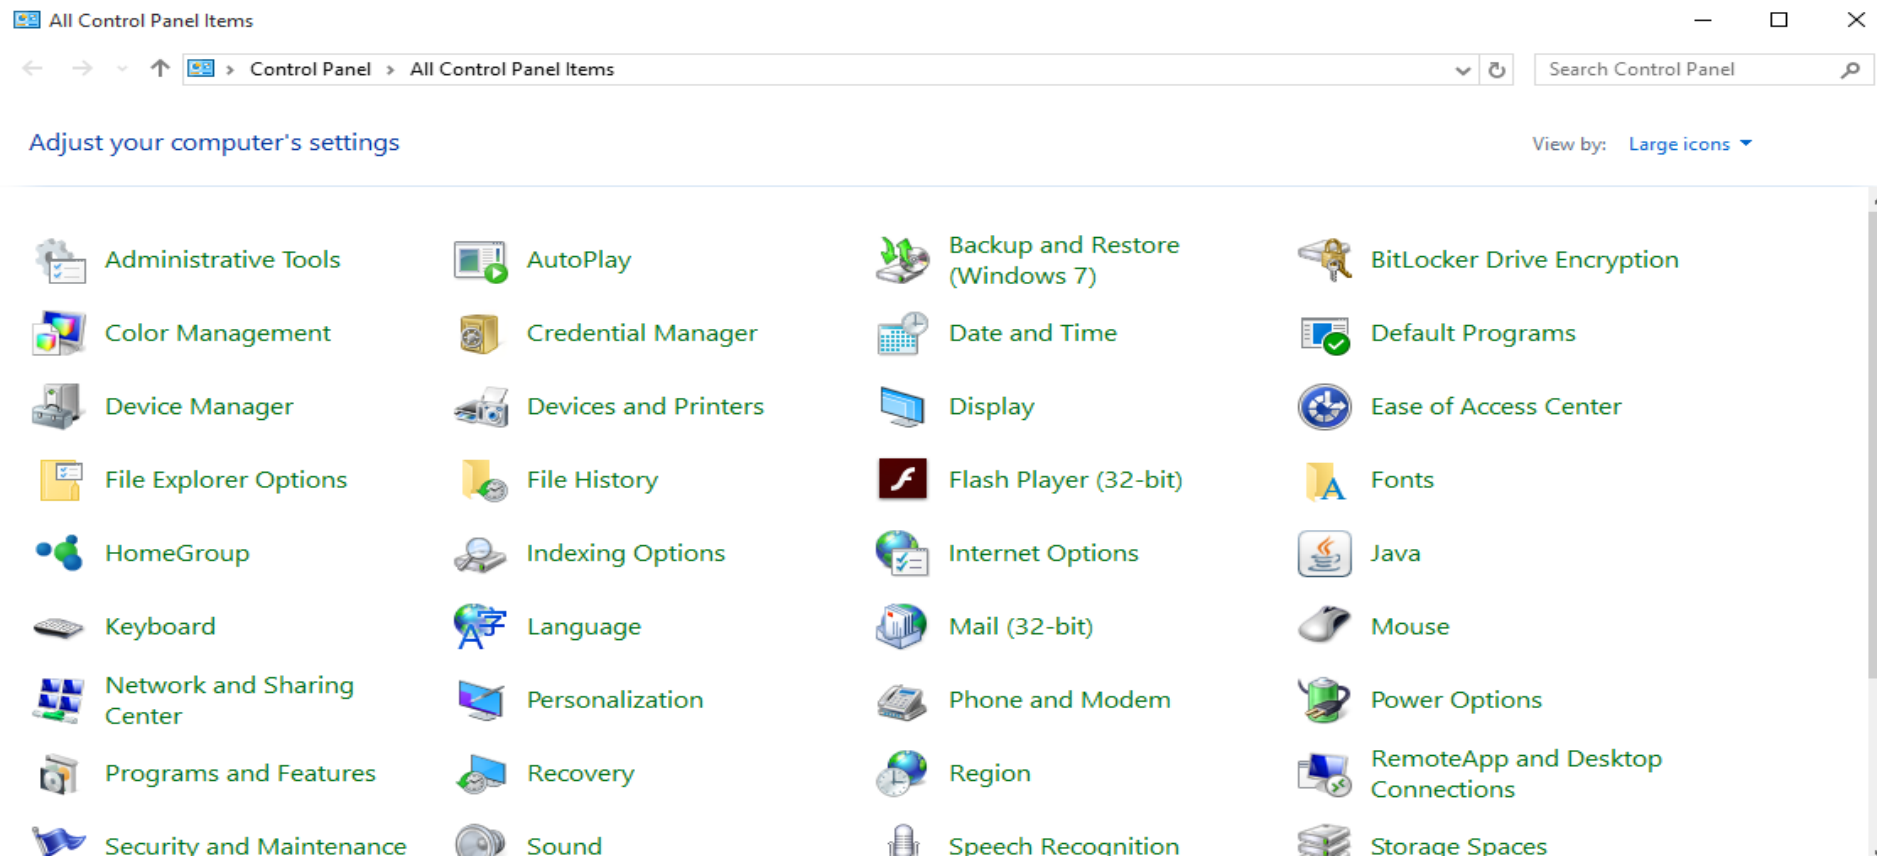 All Control Panel Items
Control Panel > All Control Panel Items
Search Control Panel
Adjust your computer's settings
View by: Large icons
Administrative Tools
AutoPlay
Backup and Restore
(Windows 7)
BitLocker Drive Encryption
Color Management
Credential Manager
Date and Time
Default Programs
Device Manager
Devices and Printers
Display
Ease of Access Center
File Explorer Options
File History
Flash Player (32-bit)
Fonts
HomeGroup
Indexing Options
Internet Options
Java
Keyboard
Language
Mail (32-bit)
Mouse
Network and Sharing
Center
Personalization
Phone and Modem
Power Options
Programs and Features
Recovery
Region
RemoteApp and Desktop
Connections
Security and Maintenance
Sound
Speech Recognition
Storage Spaces